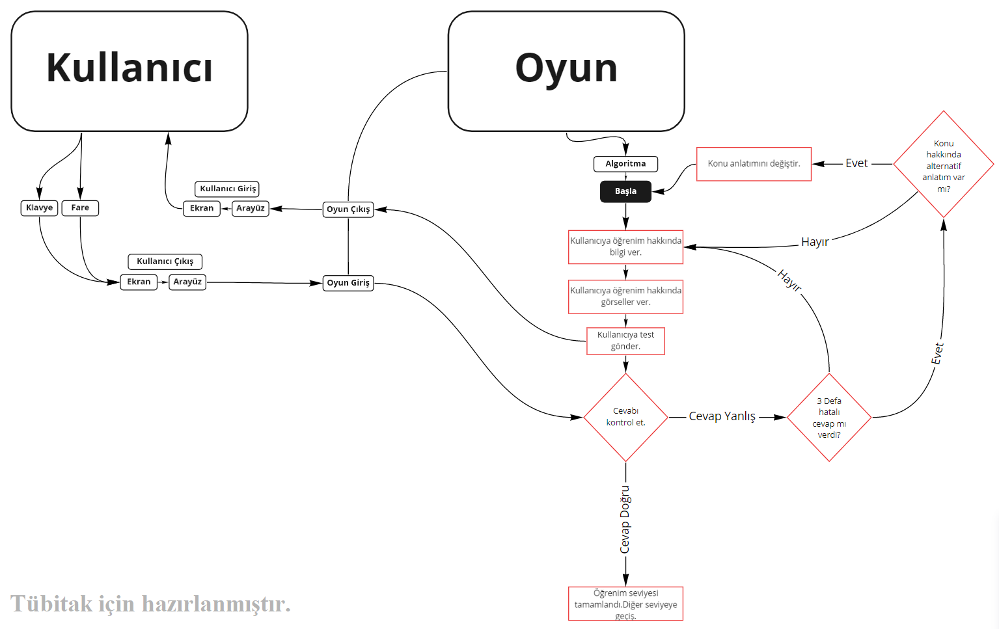 Kullanıcı
Oyun
Klavye
Fare
Kullanıcı Giriş
Ekran
Arayüz
Kullanıcı Çıkış
Ekran
Arayüz
Oyun Çıkış
Oyun Giriş
Algoritma
Başla
Kullanıcıya öğrenim hakkında
bilgi ver.
Kullanıcıya öğrenim hakkında
görseller ver.
Kullanıcıya test
gönder.
Cevabı
kontrol et.
Cevap Yanlış
3 Defa
hatalı
cevap mı
verdi?
Hayır
Evet
Konu
hakkında
alternatif
anlatım var
mı?
Evet
Konu anlatımını değiştir.
Hayır
Cevap Doğru
Öğrenim seviyesi
tamamlandı.Diğer seviyeye
geçiş.
Tübitak için hazırlanmıştır.